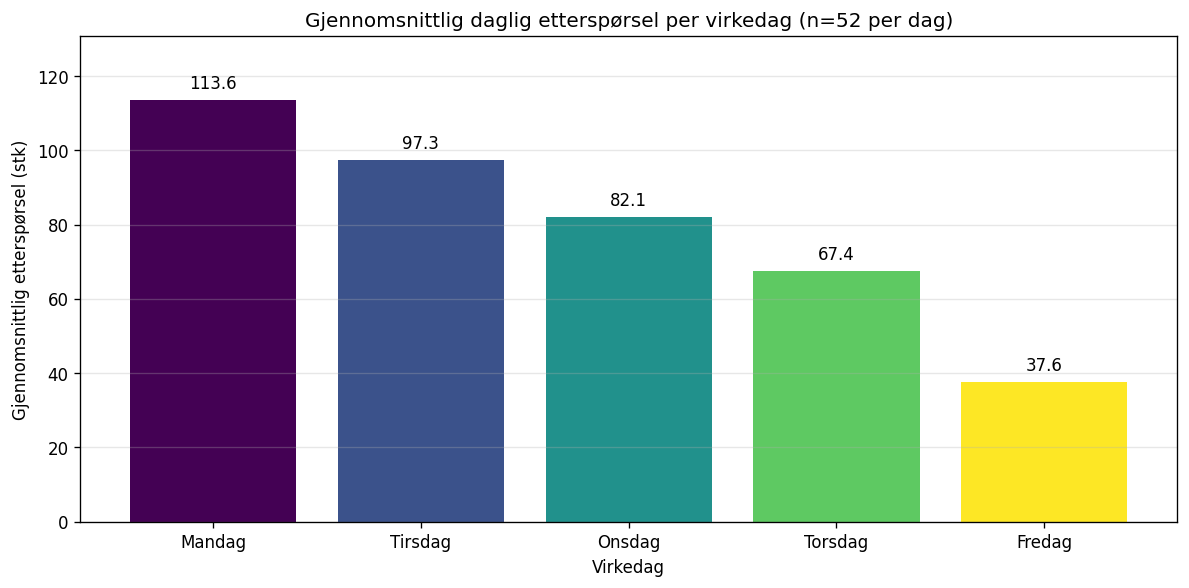 Gjennomsnittlig daglig etterspørsel per virkedag (n=52 per dag)
Gjennomsnittlig etterspørsel (stk)
120
100
80
60
40
20
0
113.6
97.3
82.1
67.4
37.6
Mandag
Tirsdag
Onsdag
Torsdag
Fredag
Virkedag